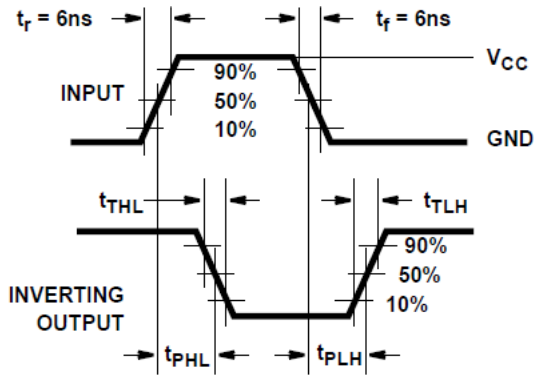 tr = 6ns
tf = 6ns
VCC
90%
INPUT
50%
10%
GND
tTHL
tTLH
90%
50%
INVERTING
OUTPUT
10%
tPHL
tPLH